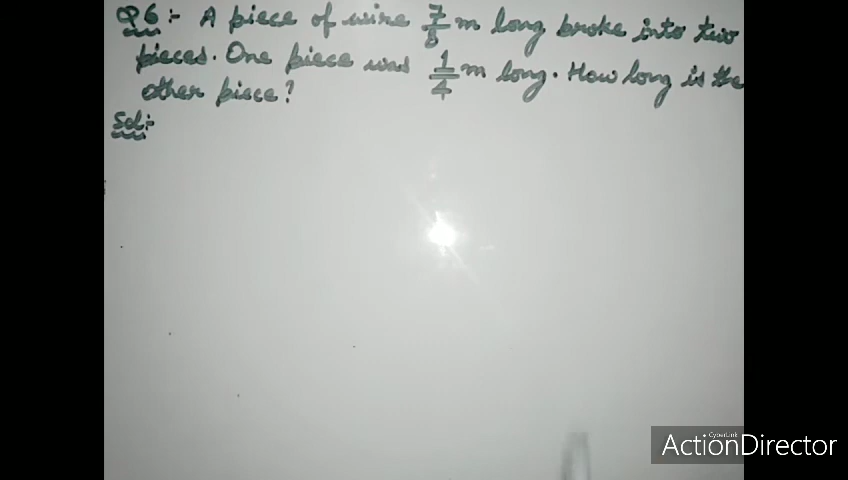 Q6:- A piece of wire 7/8 m long broke into two
pieces. One piece was 1/4 m long. How long is the
other piece?
Sol:-
CyberLink
ActionDirector